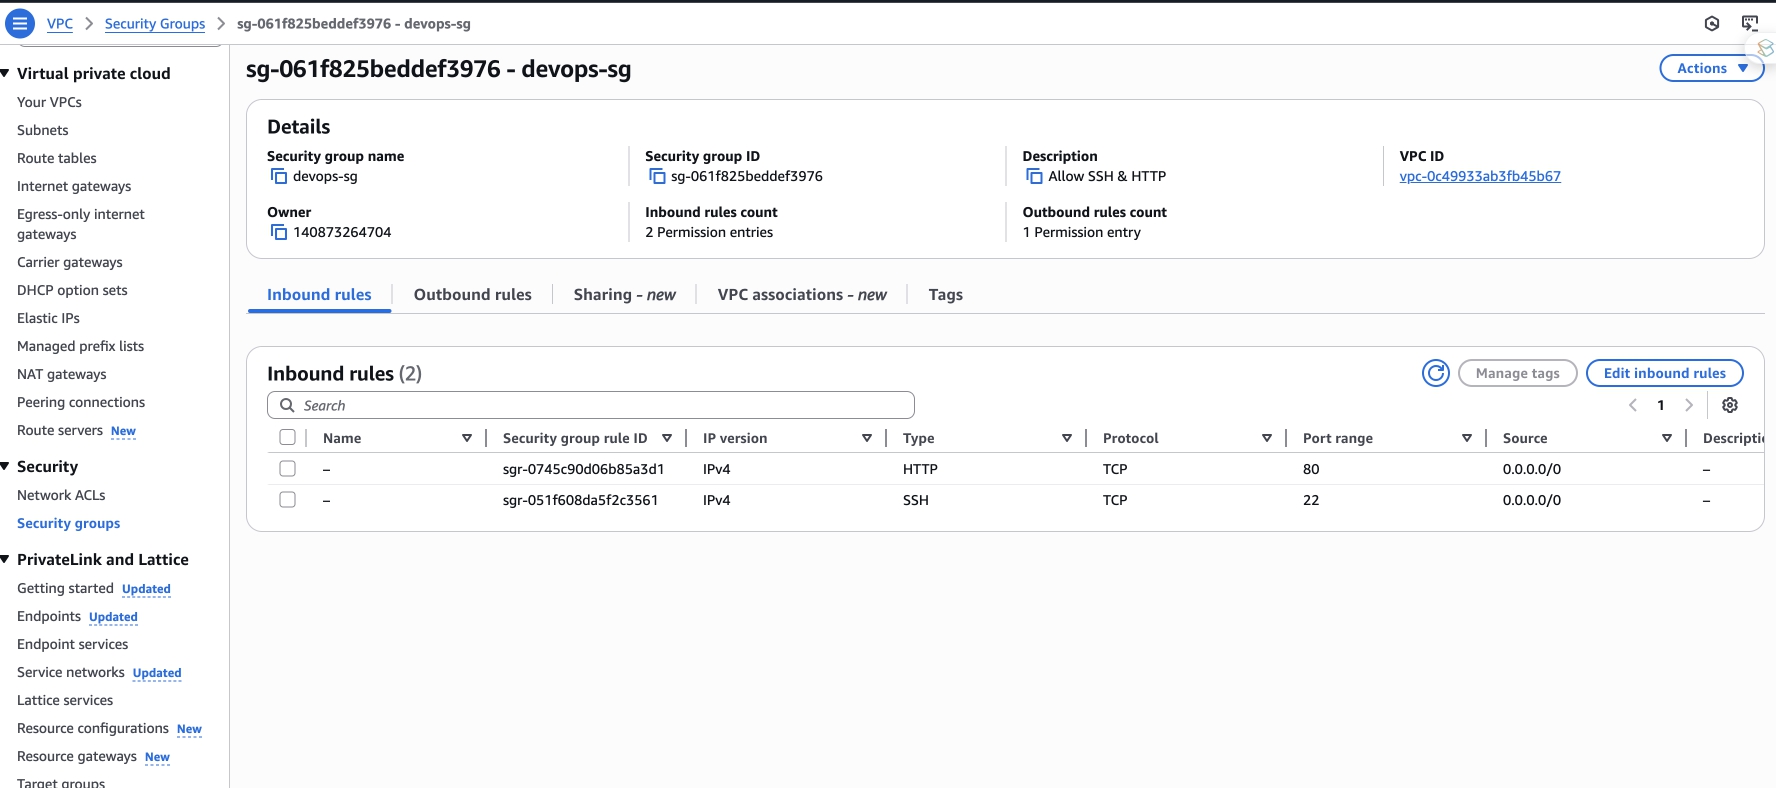 VPC > Security Groups > sg-061f825beddef3976 - devops-sg
Virtual private cloud
Your VPCs
Subnets
Route tables
Internet gateways
Egress-only internet
gateways
Carrier gateways
DHCP option sets
Elastic IPs
Managed prefix lists
NAT gateways
Peering connections
Route servers New
Security
Network ACLs
Security groups
PrivateLink and Lattice
Getting started Updated
Endpoints Updated
Endpoint services
Service networks Updated
Lattice services
Resource configurations New
Resource gateways New
Target groups
sg-061f825beddef3976 - devops-sg
Actions
Details
Security group name
devops-sg
Security group ID
sg-061f825beddef3976
Description
Allow SSH & HTTP
VPC ID
vpc-0c49933ab3fb45b67
Owner
140873264704
Inbound rules count
2 Permission entries
Outbound rules count
1 Permission entry
Inbound rules Outbound rules Sharing - new VPC associations - new Tags
Inbound rules (2)
Manage tags Edit inbound rules
Search
1
Name Security group rule ID IP version Type Protocol Port range Source Descripti
– sgr-0745c90d06b85a3d1 IPv4 HTTP TCP 80 0.0.0.0/0 –
– sgr-051f608da5f2c3561 IPv4 SSH TCP 22 0.0.0.0/0 –